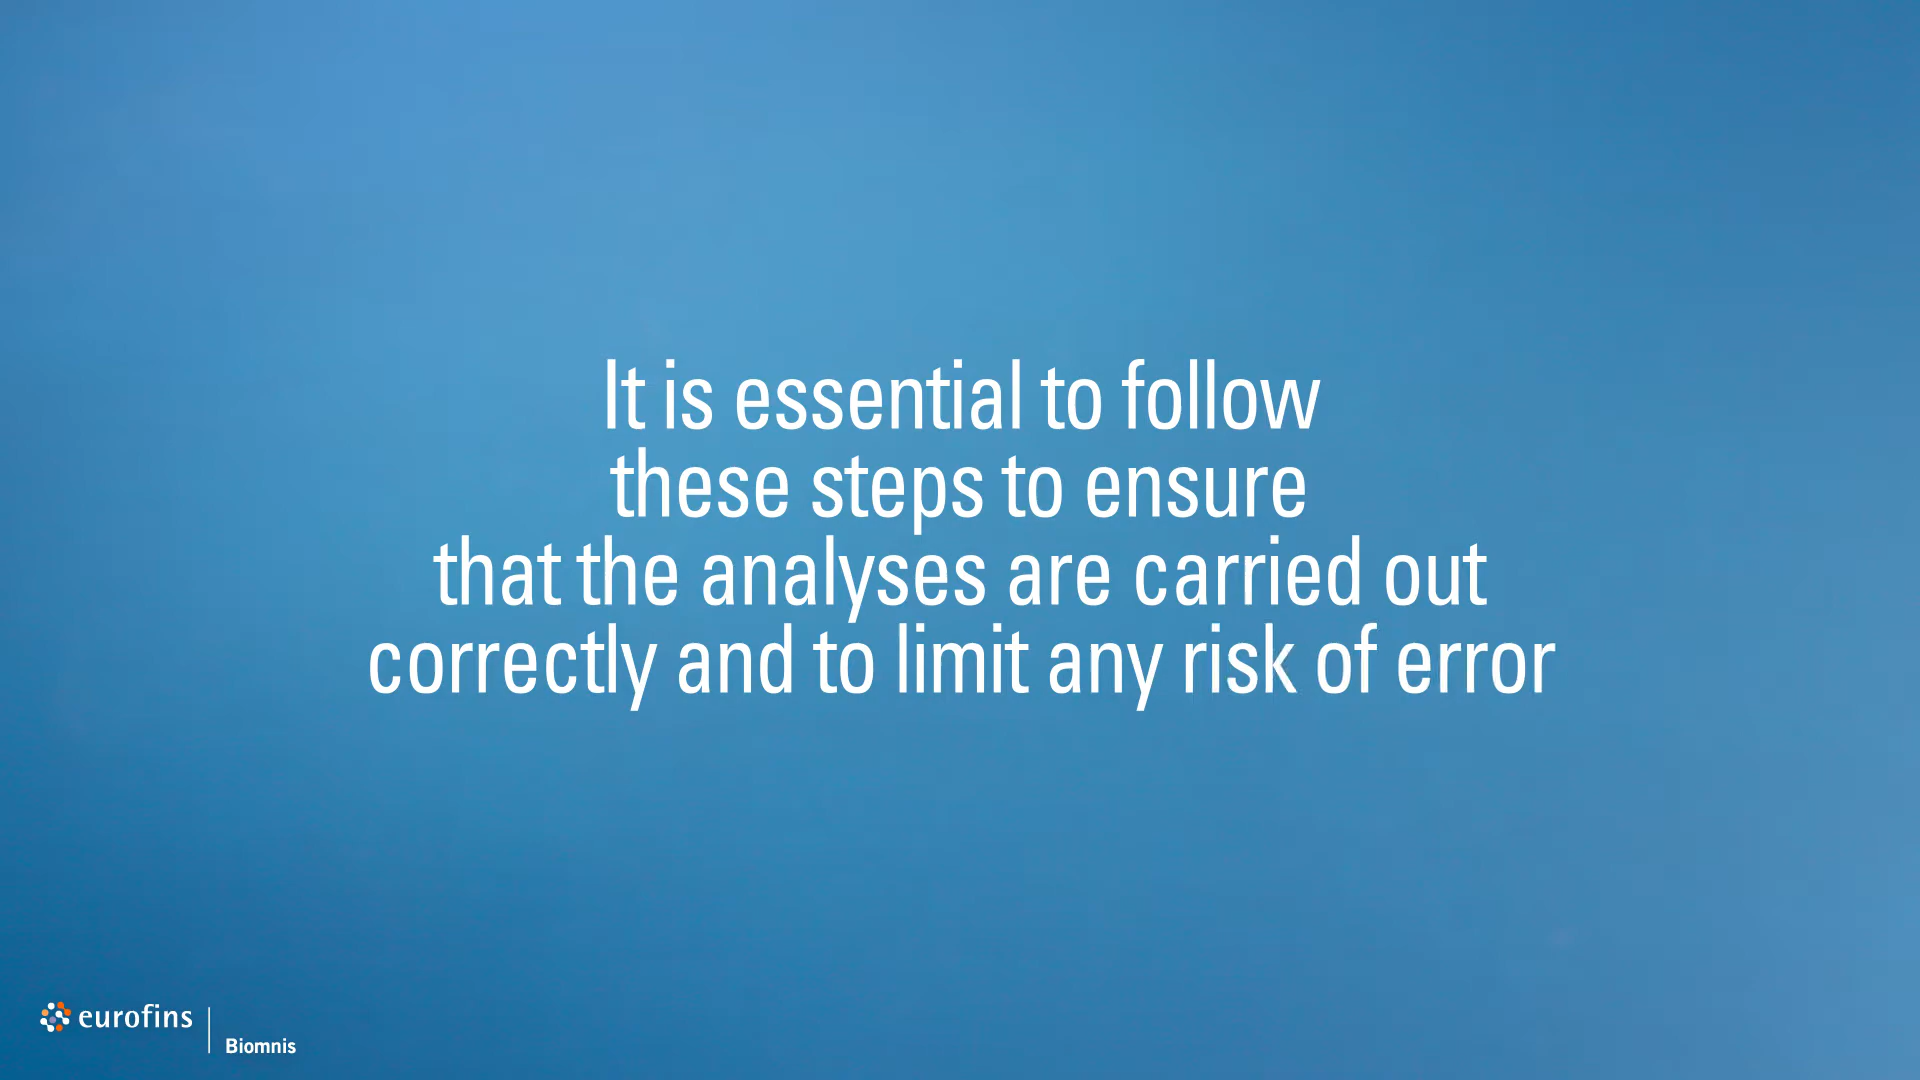 It is essential to follow
these steps to ensure
that the analyses are carried out
correctly and to limit any risk of error
eurofins
Biomnis